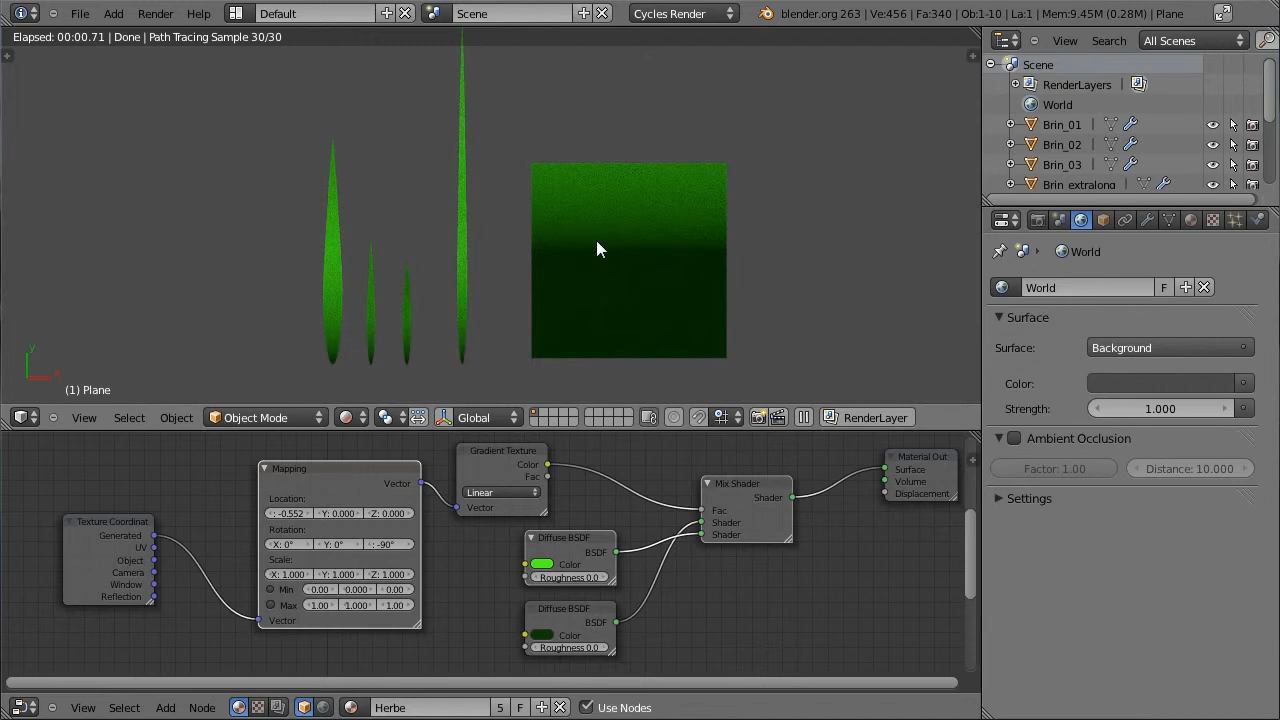 File Add Render Help Default Scene Cycles Render blender.org 263 | Ve:456 | Fa:340 | Ob:1-10 | La:1 | Mem:9.45M (0.28M) | Plane
Elapsed: 00:00.71 | Done | Path Tracing Sample 30/30
View Search All Scenes
Scene
RenderLayers |
World
Brin_01 |
Brin_02 |
Brin_03 |
Brin_extralong
World
World F
Surface
Surface: Background
Color:
Strength: 1.000
Ambient Occlusion
Factor: 1.00 Distance: 10.000
Settings
y
x
(1) Plane
View Select Object Object Mode Global RenderLayer
Texture Coordinat
Generated
UV
Object
Camera
Window
Reflection
Mapping
Vector
Location:
: -0.552 Y: 0.000 Z: 0.000
Rotation:
X: 0° Y: 0° : -90°
Scale:
X: 1.000 Y: 1.000 Z: 1.000
Min 0.00 0.00 0.00
Max 1.00 1.000 1.00
Vector
Gradient Texture
Color
Fac
Linear
Vector
Diffuse BSDF
BSDF
Color
Roughness 0.0
Diffuse BSDF
BSDF
Color
Roughness 0.0
Mix Shader
Shader
Fac
Shader
Shader
Material Out
Surface
Volume
Displacement
View Select Add Node Herbe 5 F Use Nodes